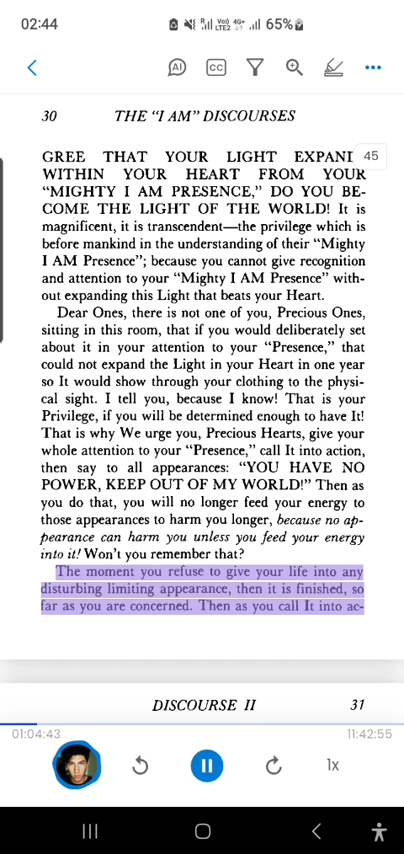 02:44
R Vo) LTE2 4G+ 65%
AI CC
30 THE “I AM” DISCOURSES
45
GREE THAT YOUR LIGHT EXPAND
WITHIN YOUR HEART FROM YOUR
“MIGHTY I AM PRESENCE,” DO YOU BE-
COME THE LIGHT OF THE WORLD! It is
magnificent, it is transcendent—the privilege which is
before mankind in the understanding of their “Mighty
I AM Presence”; because you cannot give recognition
and attention to your “Mighty I AM Presence” with-
out expanding this Light that beats your Heart.
Dear Ones, there is not one of you, Precious Ones,
sitting in this room, that if you would deliberately set
about it in your attention to your “Presence,” that
could not expand the Light in your Heart in one year
so It would show through your clothing to the physi-
cal sight. I tell you, because I know! That is your
Privilege, if you will be determined enough to have It!
That is why We urge you, Precious Hearts, give your
whole attention to your “Presence,” call It into action,
then say to all appearances: “YOU HAVE NO
POWER, KEEP OUT OF MY WORLD!” Then as
you do that, you will no longer feed your energy to
those appearances to harm you longer, because no ap-
pearance can harm you unless you feed your energy
into it! Won’t you remember that?
The moment you refuse to give your life into any
disturbing limiting appearance, then it is finished, so
far as you are concerned. Then as you call It into ac-
DISCOURSE II 31
01:04:43 11:42:55
1x